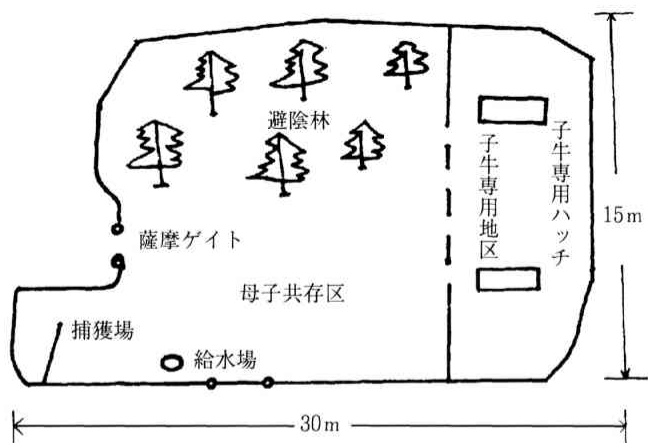 避陰林
子牛専用ハッチ
子牛専用地区
15m
薩摩ゲイト
母子共存区
捕獲場
給水場
30m